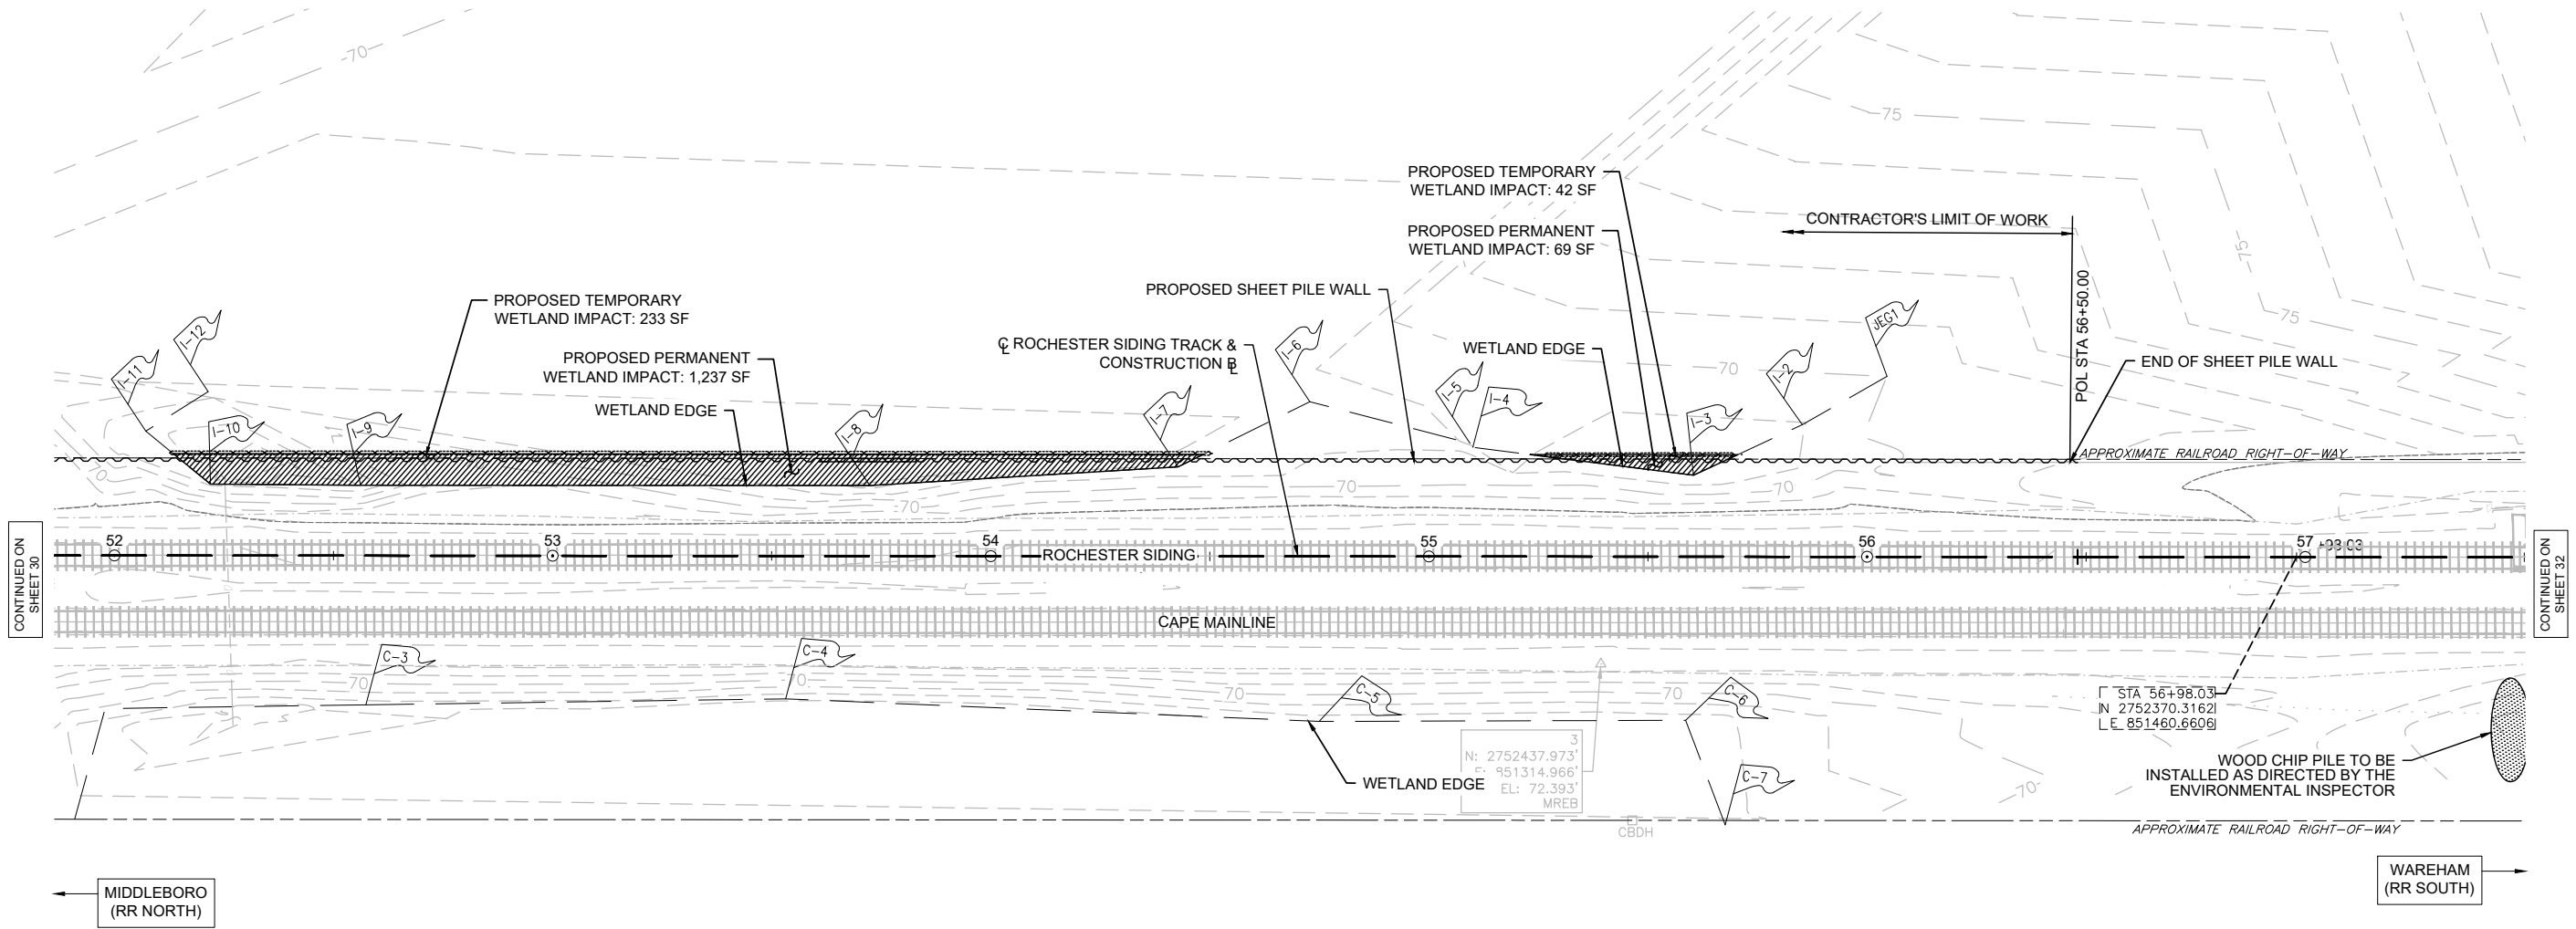 70
75
75
PROPOSED TEMPORARY
WETLAND IMPACT: 42 SF
PROPOSED PERMANENT
WETLAND IMPACT: 69 SF
CONTRACTOR'S LIMIT OF WORK
POL STA 56+50.00
PROPOSED TEMPORARY
WETLAND IMPACT: 233 SF
PROPOSED PERMANENT
WETLAND IMPACT: 1,237 SF
WETLAND EDGE
PROPOSED SHEET PILE WALL
℄ ROCHESTER SIDING TRACK &
CONSTRUCTION BL
WETLAND EDGE
END OF SHEET PILE WALL
75
70
I-11
I-12
I-10
I-9
I-8
I-7
I-6
I-5
I-4
I-3
I-2
JEG1
APPROXIMATE RAILROAD RIGHT-OF-WAY
70
70
70
70
CONTINUED ON
SHEET 30
52
53
54
ROCHESTER SIDING
55
56
57
+98.03
CONTINUED ON
SHEET 32
CAPE MAINLINE
C-3
C-4
C-5
C-6
C-7
70
70
70
70
70
STA 56+98.03
N 2752370.3162
E 851460.6606
3
N: 2752437.973'
E: 851314.966'
EL: 72.393'
MREB
WETLAND EDGE
WOOD CHIP PILE TO BE
INSTALLED AS DIRECTED BY THE
ENVIRONMENTAL INSPECTOR
CBDH
APPROXIMATE RAILROAD RIGHT-OF-WAY
MIDDLEBORO
(RR NORTH)
WAREHAM
(RR SOUTH)